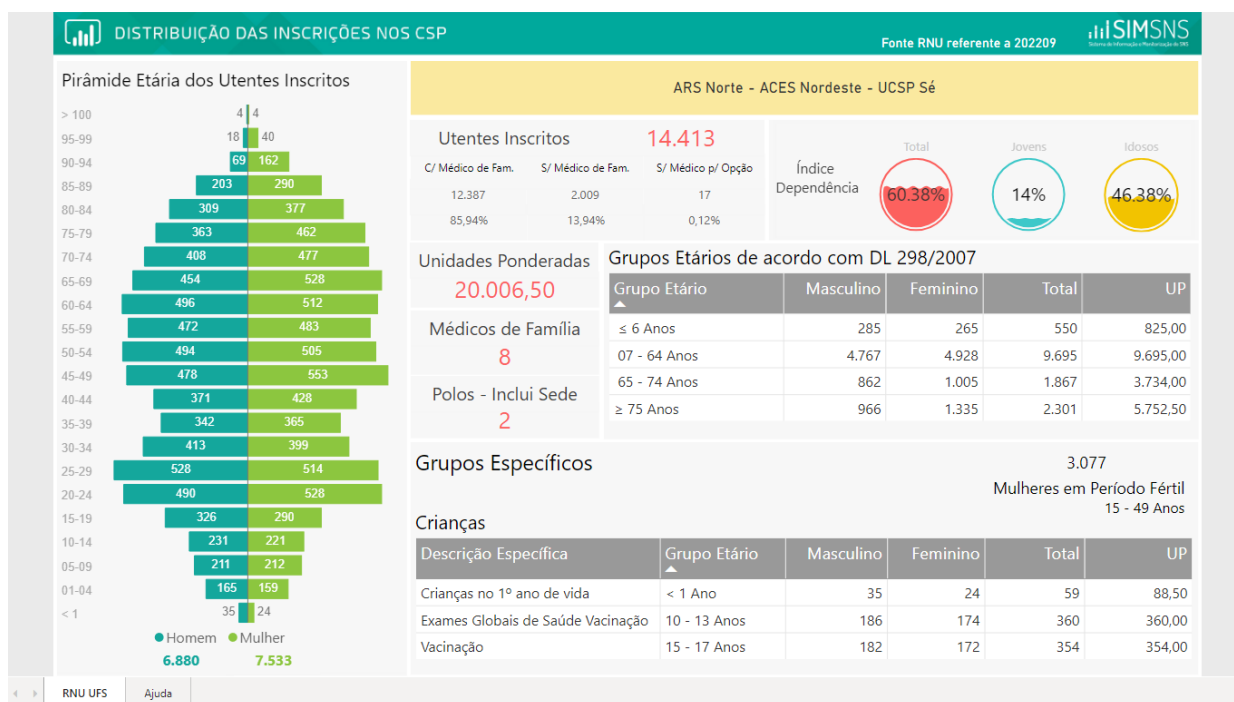 DISTRIBUIÇÃO DAS INSCRIÇÕES NOS CSP
Fonte RNU referente a 202209
SIMSNS
Pirâmide Etária dos Utentes Inscritos
> 100 4 4
95-99 18 40
90-94 69 162
85-89 203 290
80-84 309 377
75-79 363 462
70-74 408 477
65-69 454 528
60-64 496 512
55-59 472 483
50-54 494 505
45-49 478 553
40-44 371 428
35-39 342 365
30-34 413 399
25-29 528 514
20-24 490 528
15-19 326 290
10-14 231 221
05-09 211 212
01-04 165 159
< 1 35 24
Homem Mulher
6.880 7.533
ARS Norte - ACES Nordeste - UCSP Sé
Utentes Inscritos 14.413
C/ Médico de Fam. S/ Médico de Fam. S/ Médico p/ Opção
12.387 2.009 17
85,94% 13,94% 0,12%
Índice
Dependência
Total Jovens Idosos
60.38% 14% 46.38%
Unidades Ponderadas
20.006,50
Médicos de Família
8
Polos - Inclui Sede
2
Grupos Etários de acordo com DL 298/2007
Grupo Etário Masculino Feminino Total UP
≤ 6 Anos 285 265 550 825,00
07 - 64 Anos 4.767 4.928 9.695 9.695,00
65 - 74 Anos 862 1.005 1.867 3.734,00
≥ 75 Anos 966 1.335 2.301 5.752,50
Grupos Específicos
3.077
Mulheres em Período Fértil
15 - 49 Anos
Crianças
Descrição Específica Grupo Etário Masculino Feminino Total UP
Crianças no 1º ano de vida < 1 Ano 35 24 59 88,50
Exames Globais de Saúde Vacinação 10 - 13 Anos 186 174 360 360,00
Vacinação 15 - 17 Anos 182 172 354 354,00
RNU UFS Ajuda